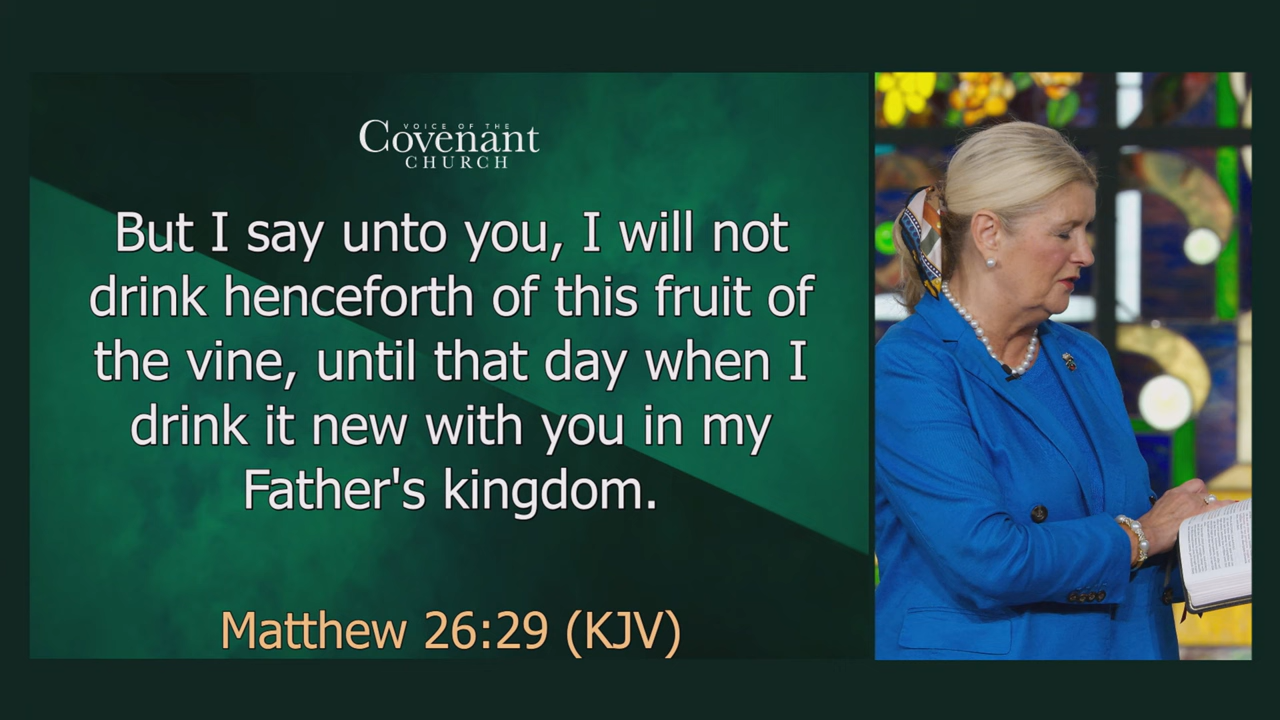 VOICE OF THE
Covenant
CHURCH
But I say unto you, I will not
drink henceforth of this fruit of
the vine, until that day when I
drink it new with you in my
Father's kingdom.
Matthew 26:29 (KJV)